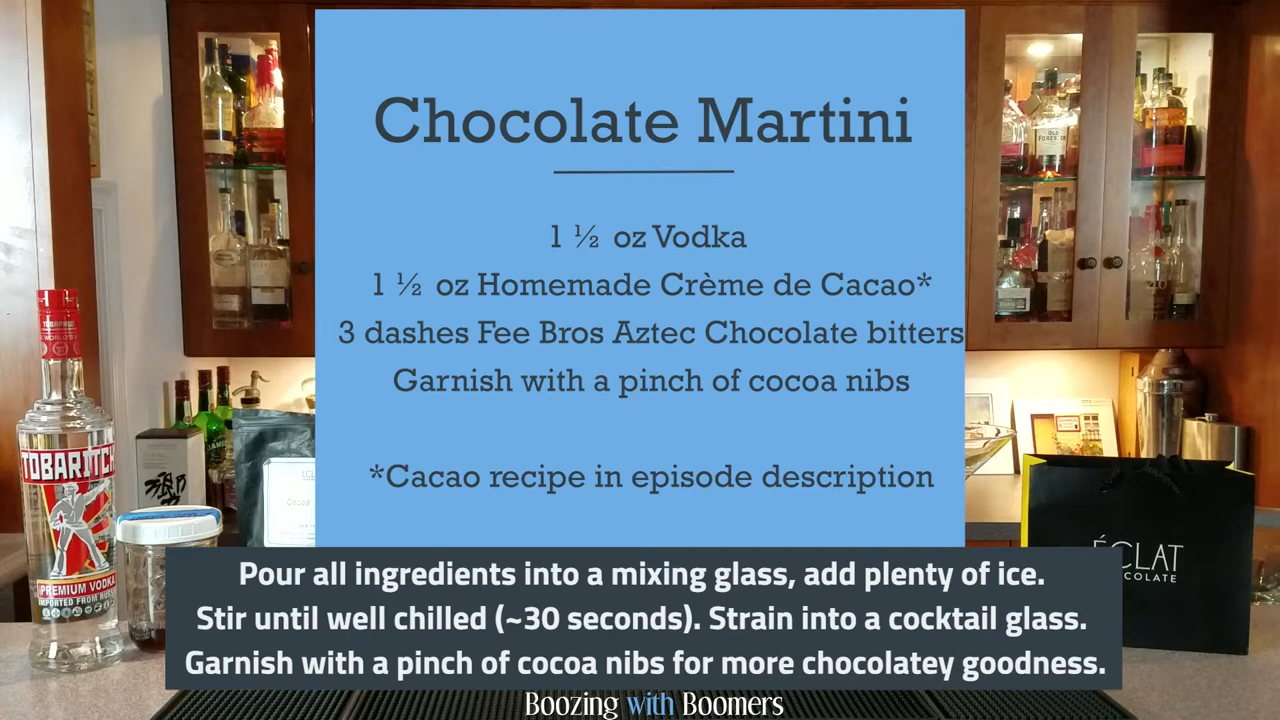 Chocolate Martini
1 ½ oz Vodka
1 ½ oz Homemade Crème de Cacao*
3 dashes Fee Bros Aztec Chocolate bitters
Garnish with a pinch of cocoa nibs
*Cacao recipe in episode description
Pour all ingredients into a mixing glass, add plenty of ice.
Stir until well chilled (~30 seconds). Strain into a cocktail glass.
Garnish with a pinch of cocoa nibs for more chocolatey goodness.
Boozing with Boomers
TOBARITCH
PREMIUM VODKA
IMPORTED FROM RUSSIA
ÉCLAT
OLD
FORESTER
Cocoa